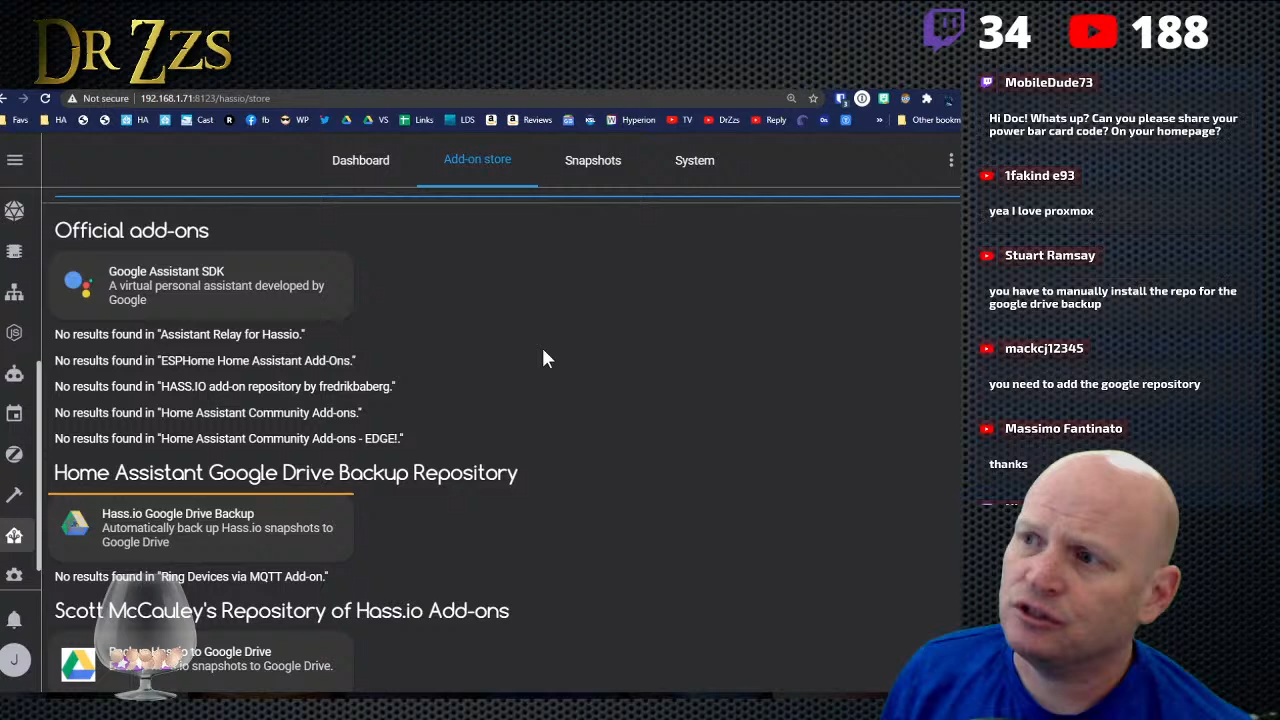 DR ZZS
34
188
Not secure
192.168.1.71:8123/hassio/store
Favs HA HA Cast fb WP VS Links LDS Reviews KSL Hyperion TV DrZzs Reply On » Other bookm
Dashboard Add-on store Snapshots System
Official add-ons
Google Assistant SDK
A virtual personal assistant developed by
Google
No results found in "Assistant Relay for Hassio."
No results found in "ESPHome Home Assistant Add-Ons."
No results found in "HASS.IO add-on repository by fredrikbaberg."
No results found in "Home Assistant Community Add-ons."
No results found in "Home Assistant Community Add-ons - EDGE!."
Home Assistant Google Drive Backup Repository
Hass.io Google Drive Backup
Automatically back up Hass.io snapshots to
Google Drive
No results found in "Ring Devices via MQTT Add-on."
Scott McCauley's Repository of Hass.io Add-ons
to Google Drive
snapshots to Google Drive.
J
MobileDude73
Hi Doc! Whats up? Can you please share your
power bar card code? On your homepage?
1fakind e93
yea I love proxmox
Stuart Ramsay
you have to manually install the repo for the
google drive backup
mackcj12345
you need to add the google repository
Massimo Fantinato
thanks